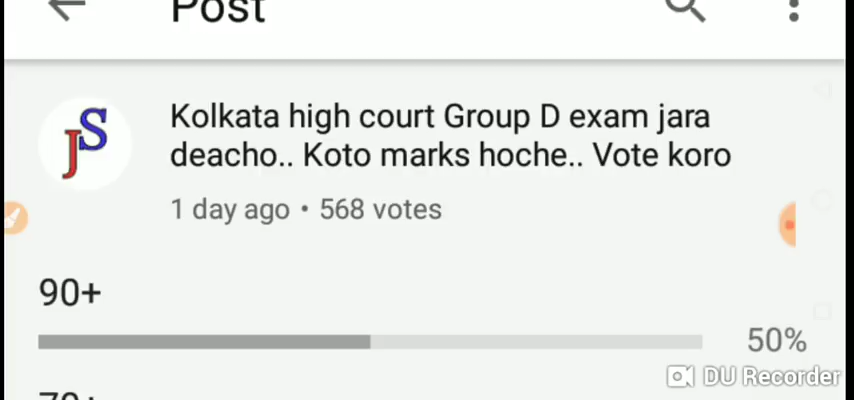 Post
JS
Kolkata high court Group D exam jara
deacho.. Koto marks hoche.. Vote koro
1 day ago • 568 votes
90+
50%
DU Recorder
70+